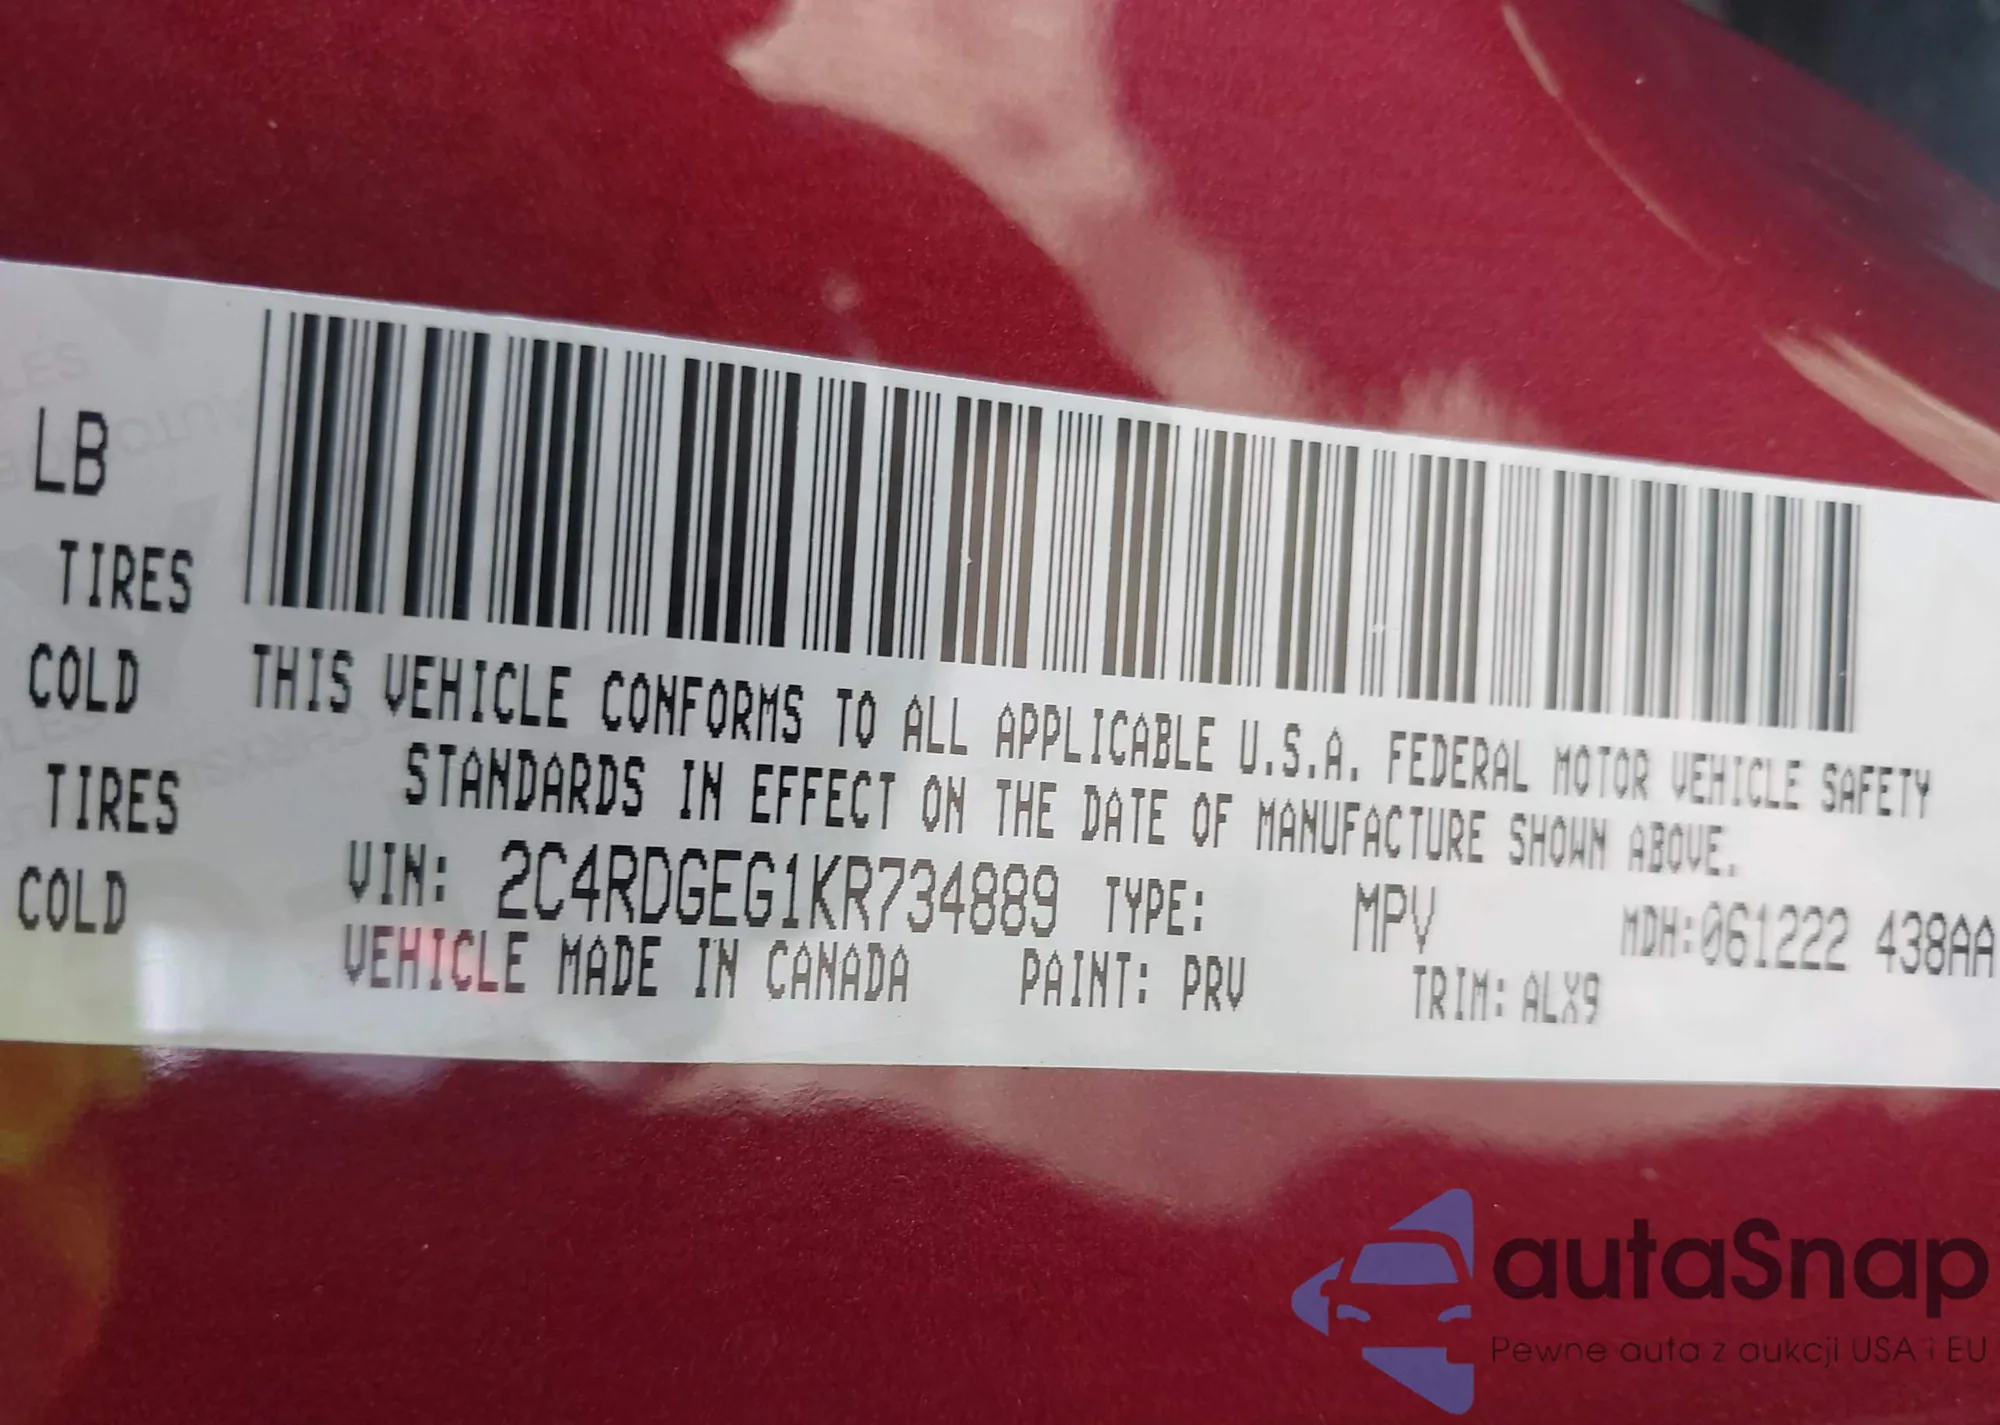 LB
TIRES
COLD
TIRES
COLD
THIS VEHICLE CONFORMS TO ALL APPLICABLE U.S.A. FEDERAL MOTOR VEHICLE SAFETY
STANDARDS IN EFFECT ON THE DATE OF MANUFACTURE SHOWN ABOVE.
VIN: 2C4RDGEG1KR734889 TYPE: MPV MDH:061222 438AA
VEHICLE MADE IN CANADA PAINT: PRV TRIM: ALX9
autaSnap
Pewne auta z aukcji USA i EU